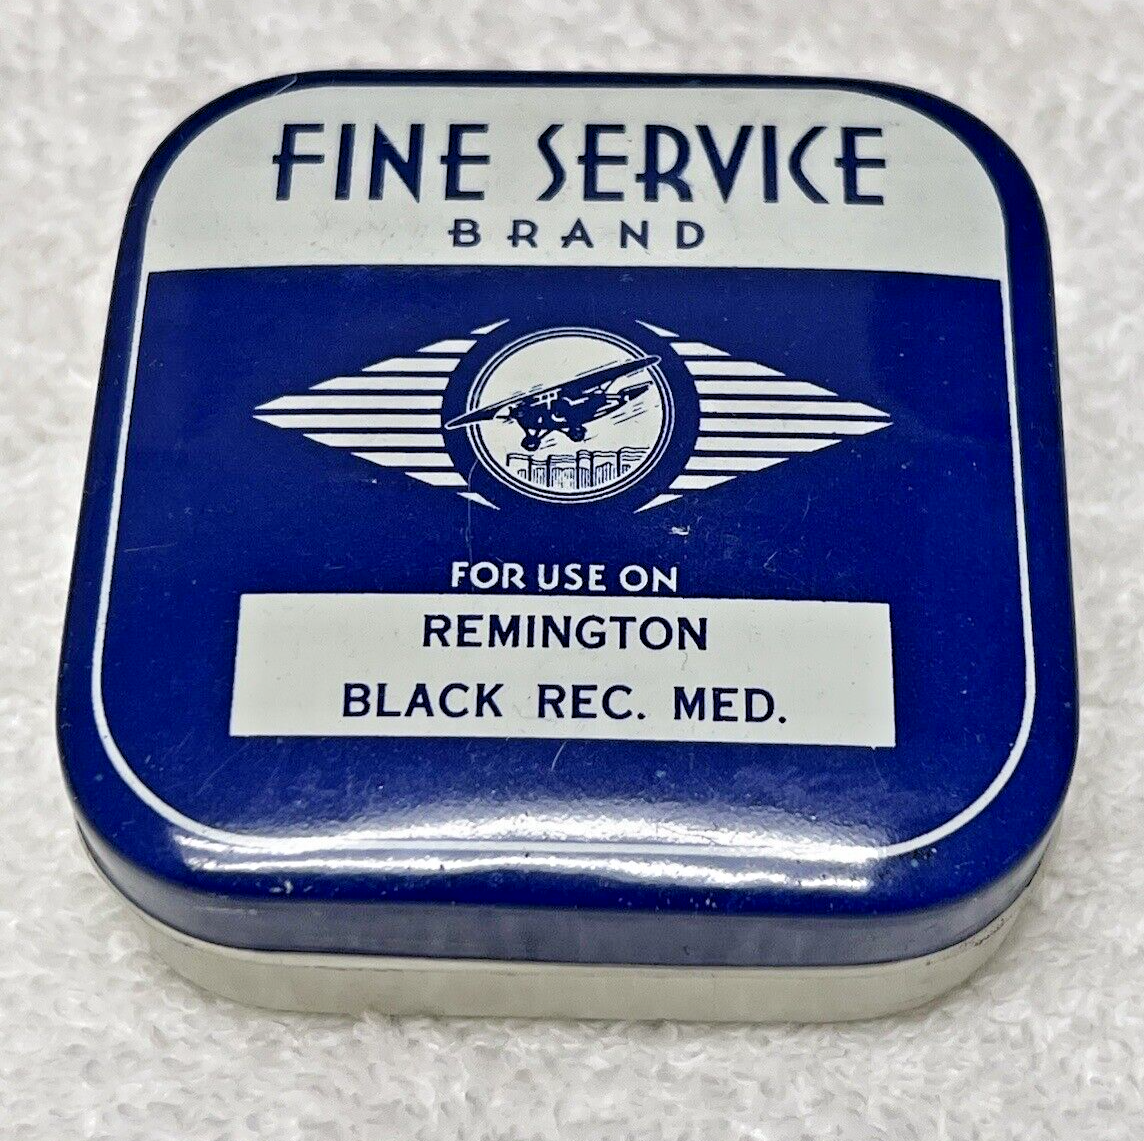 FINE SERVICE
BRAND
FOR USE ON
REMINGTON
BLACK REC. MED.